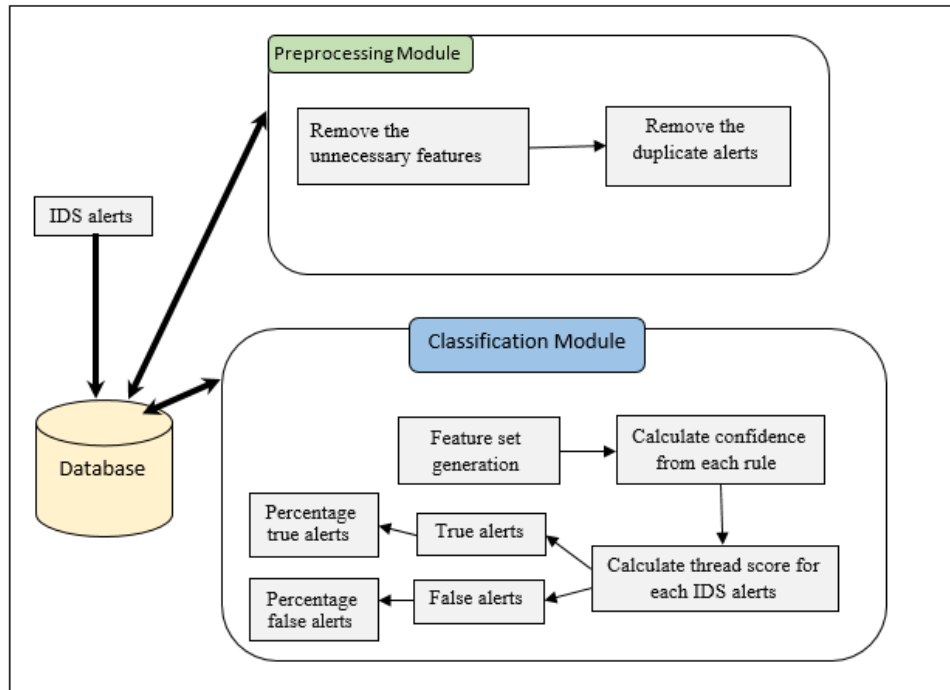 Preprocessing Module
Remove the
unnecessary features
Remove the
duplicate alerts
IDS alerts
Database
Classification Module
Feature set
generation
Calculate confidence
from each rule
Calculate thread score for
each IDS alerts
True alerts
Percentage
true alerts
False alerts
Percentage
false alerts